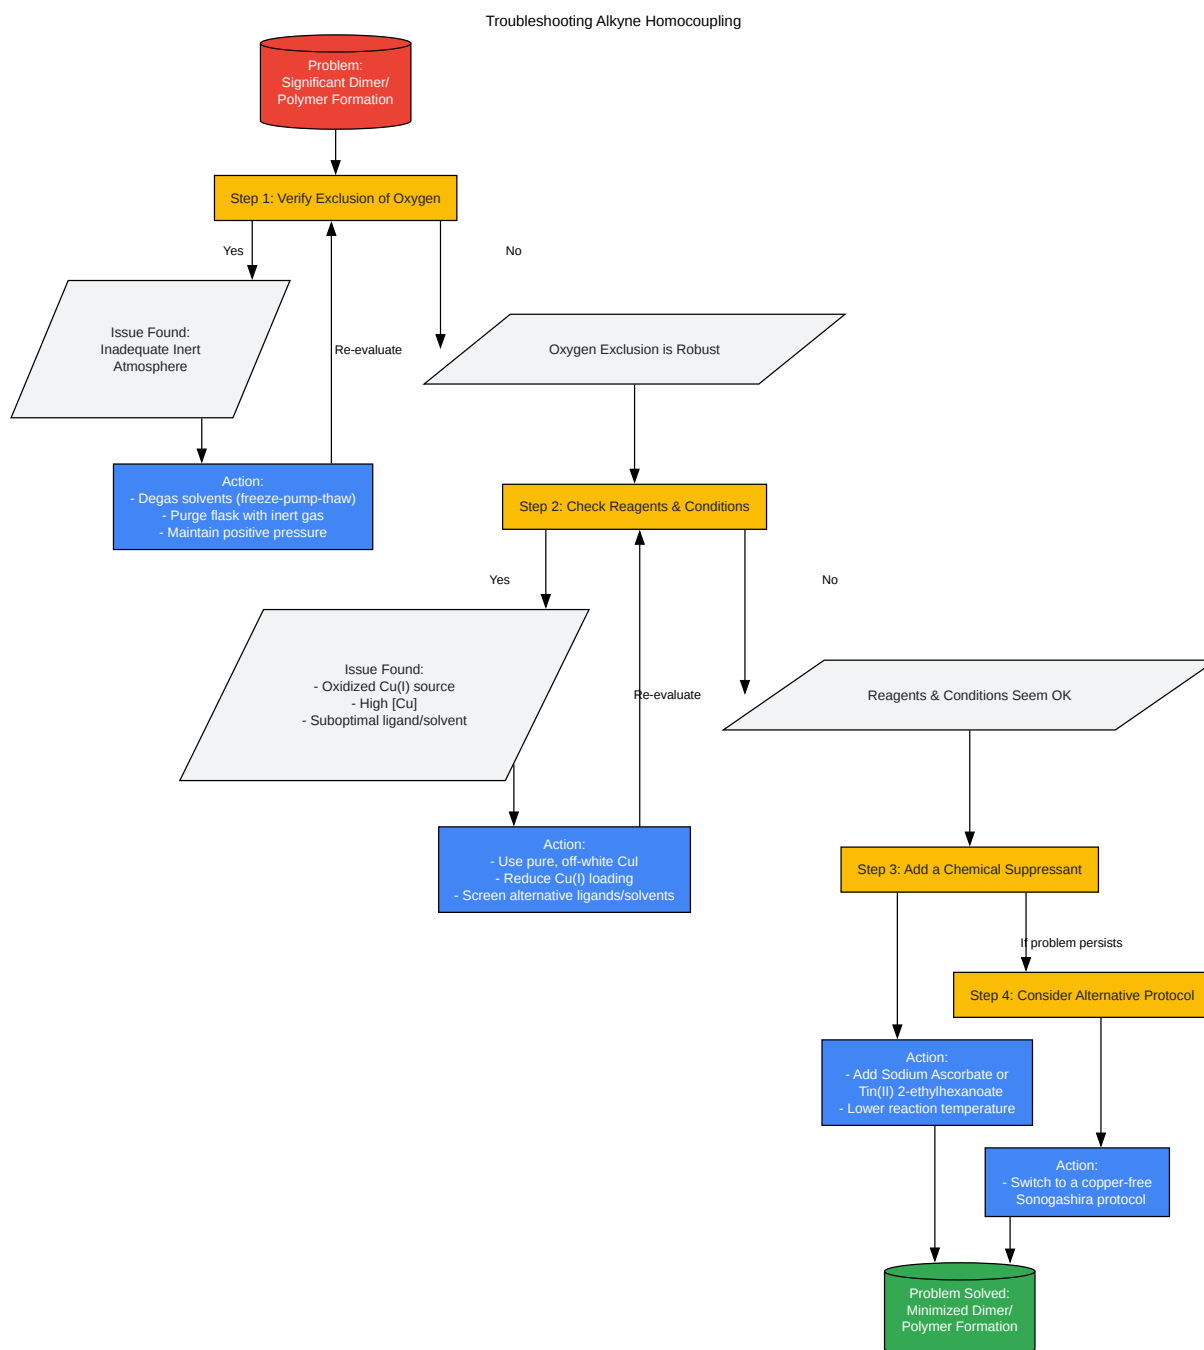 Troubleshooting Alkyne Homocoupling
Problem:
Significant Dimer/
Polymer Formation
Step 1: Verify Exclusion of Oxygen
Yes
No
Issue Found:
Inadequate Inert
Atmosphere
Re-evaluate
Oxygen Exclusion is Robust
Action:
- Degas solvents (freeze-pump-thaw)
- Purge flask with inert gas
- Maintain positive pressure
Step 2: Check Reagents & Conditions
Yes
No
Issue Found:
- Oxidized Cu(I) source
- High [Cu]
- Suboptimal ligand/solvent
Re-evaluate
Reagents & Conditions Seem OK
Action:
- Use pure, off-white CuI
- Reduce Cu(I) loading
- Screen alternative ligands/solvents
Step 3: Add a Chemical Suppressant
If problem persists
Step 4: Consider Alternative Protocol
Action:
- Add Sodium Ascorbate or
Tin(II) 2-ethylhexanoate
- Lower reaction temperature
Action:
- Switch to a copper-free
Sonogashira protocol
Problem Solved:
Minimized Dimer/
Polymer Formation